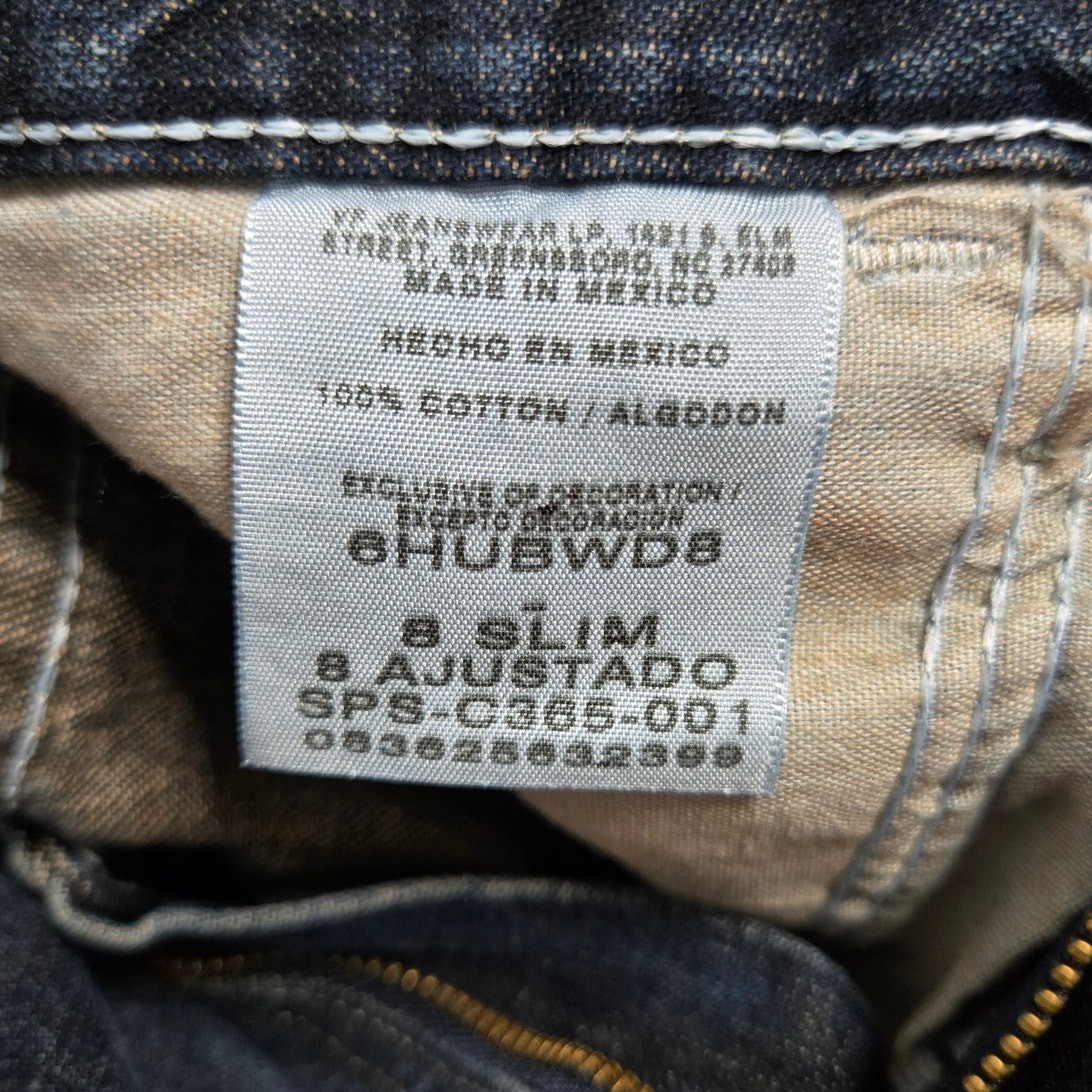 VF JEANSWEAR LP, 1421 S. ELM
STREET, GREENSBORO, NC 27406
MADE IN MEXICO
HECHO EN MEXICO
100% COTTON / ALGODON
EXCLUSIVE OF DECORATION /
EXCEPTO DECORACION
6HUBWD8
-
8 SLIM
8 AJUSTADO
SPS-C365-001